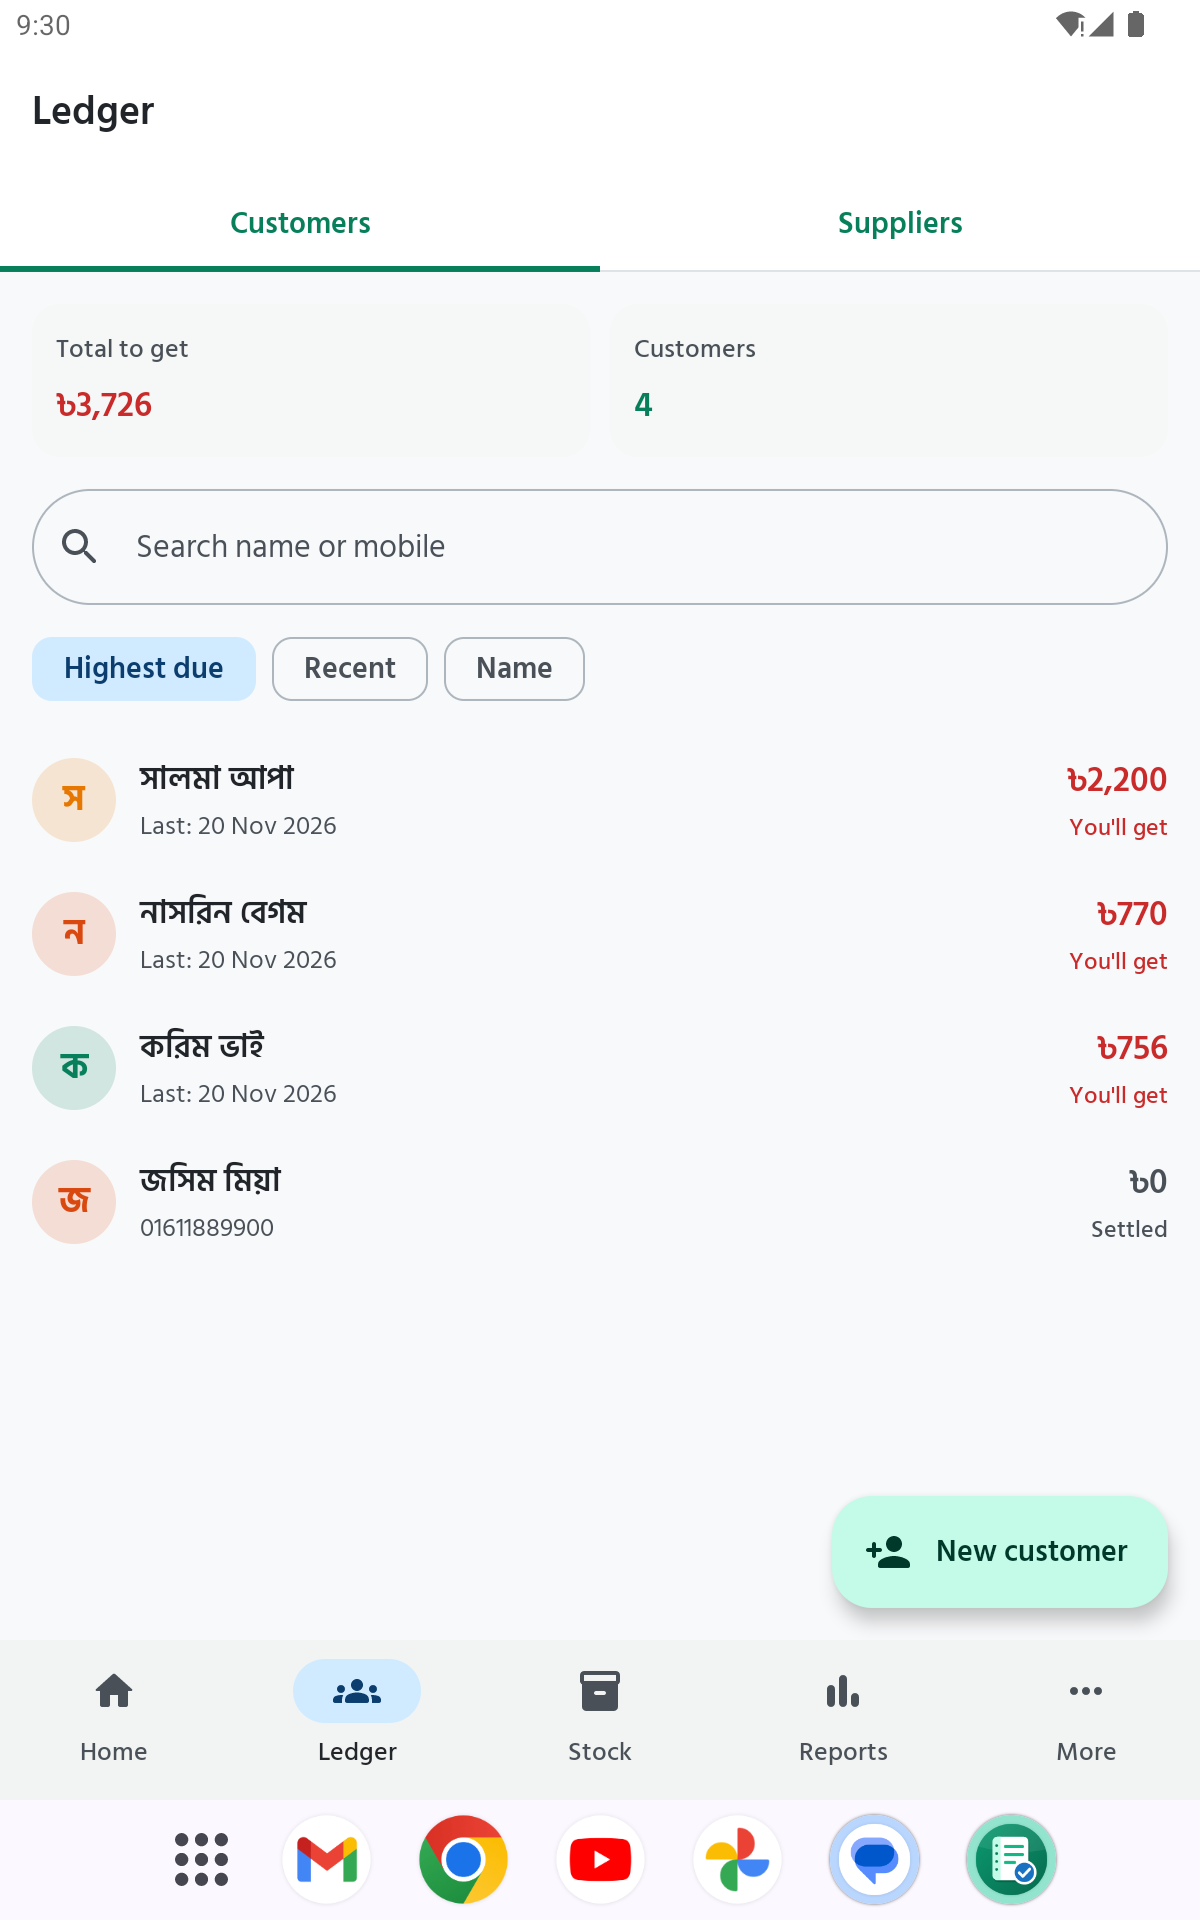 9:30
Ledger
Customers
Suppliers
Total to get
৳3,726
Customers
4
Search name or mobile
Highest due
Recent
Name
স
সালমা আপা
Last: 20 Nov 2026
৳2,200
You'll get
ন
নাসরিন বেগম
Last: 20 Nov 2026
৳770
You'll get
ক
করিম ভাই
Last: 20 Nov 2026
৳756
You'll get
জ
জসিম মিয়া
01611889900
৳0
Settled
New customer
Home
Ledger
Stock
Reports
More